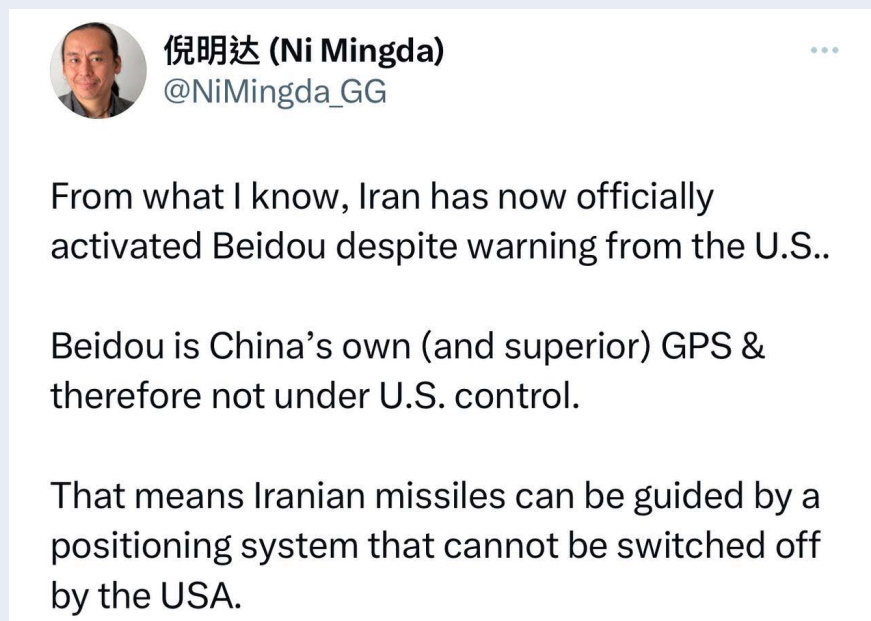 倪明达 (Ni Mingda)
@NiMingda_GG
From what I know, Iran has now officially
activated Beidou despite warning from the U.S..
Beidou is China’s own (and superior) GPS &
therefore not under U.S. control.
That means Iranian missiles can be guided by a
positioning system that cannot be switched off
by the USA.